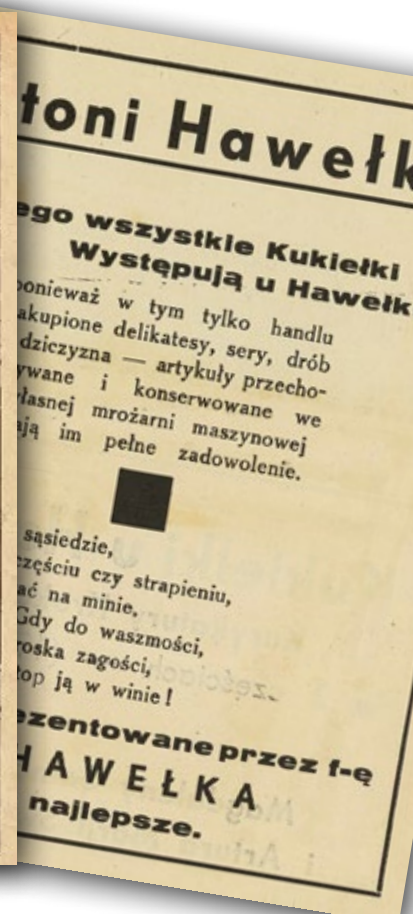 toni Hawełk
ego wszystkie Kukiełki
Występują u Hawełk
ponieważ w tym tylko handlu
akupione delikatesy, sery, drób
dziczyzna — artykuły przecho-
ywane i konserwowane we
łasnej mroźarni maszynowej
ają im pełne zadowolenie.
sąsiedzie,
zęściu czy strapieniu,
ać na minie.
Gdy do waszmości,
roska zagości,
top ją w winie!
ezentowane przez f-ę
HAWEŁKA
najlepsze.